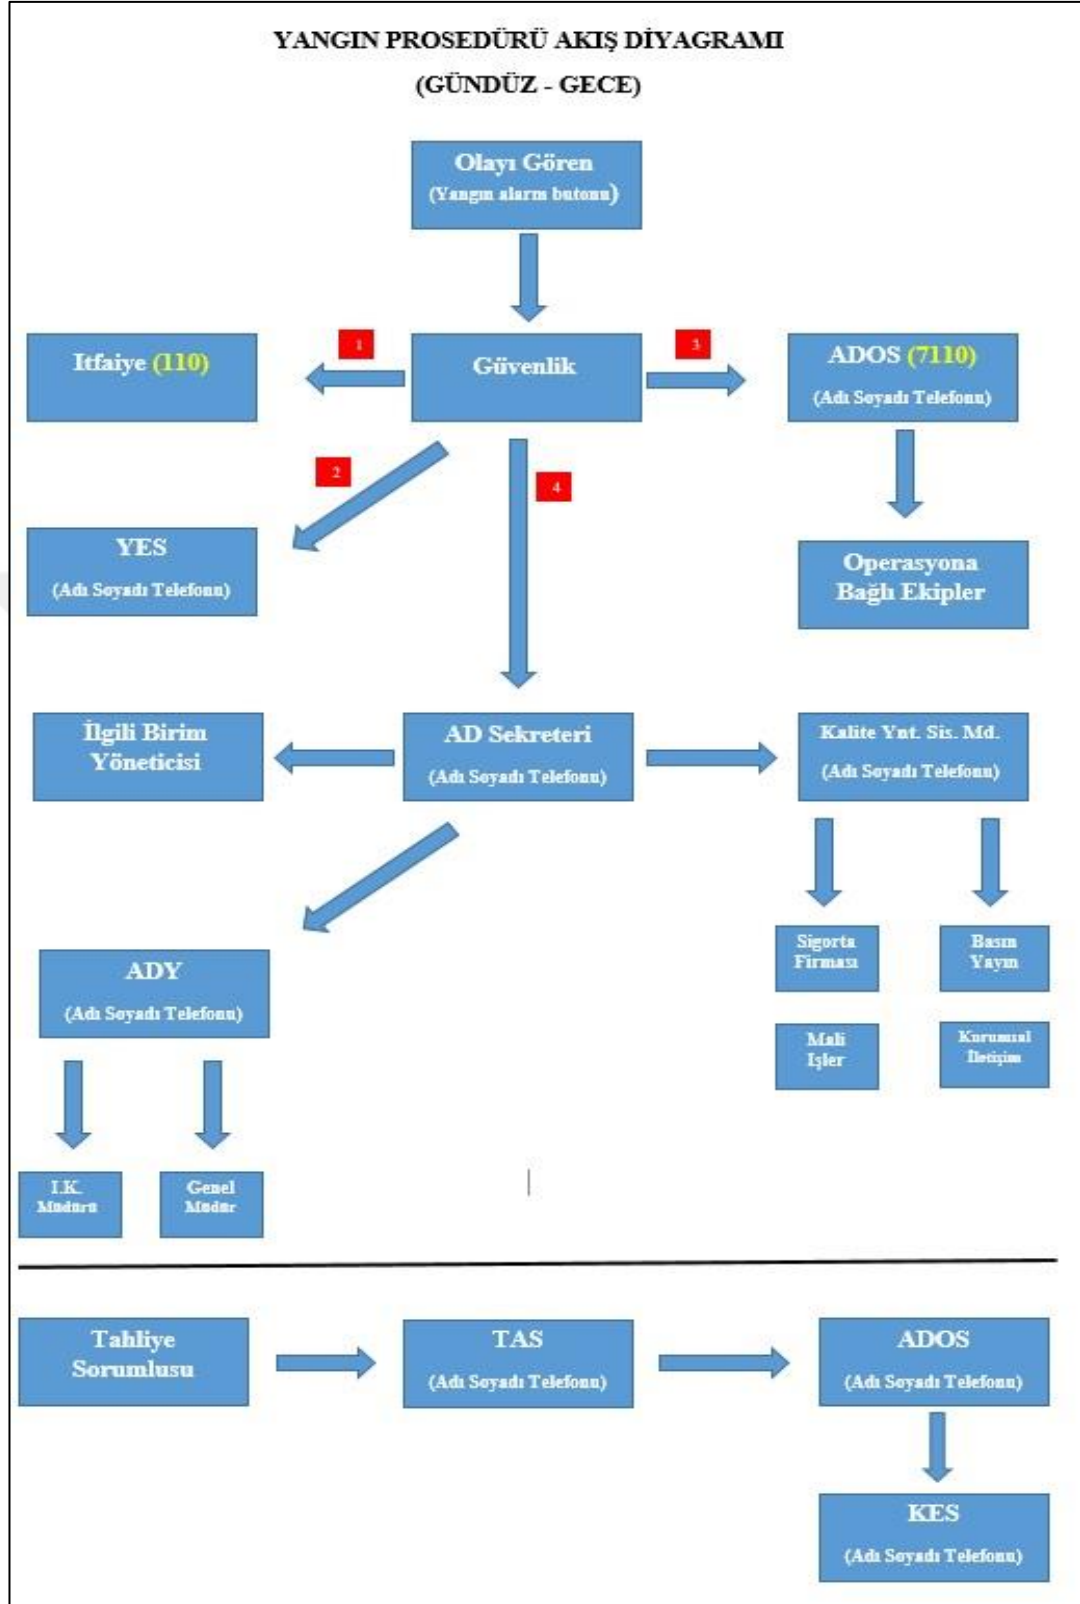 YANGIN PROSEDÜRÜ AKIŞ DİYAGRAMI
(GÜNDÜZ - GECE)
Olayı Gören
(Yangın alarm butonu)
Itfaiye (110)
1
Güvenlik
3
ADOS (7110)
(Adı Soyadı Telefonu)
2
4
YES
(Adı Soyadı Telefonu)
Operasyona
Bağlı Ekipler
İlgili Birim
Yöneticisi
AD Sekreteri
(Adı Soyadı Telefonu)
Kalite Ynt. Sis. Md.
(Adı Soyadı Telefonu)
Sigorta
Firması
Basın
Yayın
ADY
(Adı Soyadı Telefonu)
Mali
Işler
Kurumsal
İletişim
I.K.
Müdürü
Genel
Müdür
Tahliye
Sorumlusu
TAS
(Adı Soyadı Telefonu)
ADOS
(Adı Soyadı Telefonu)
KES
(Adı Soyadı Telefonu)